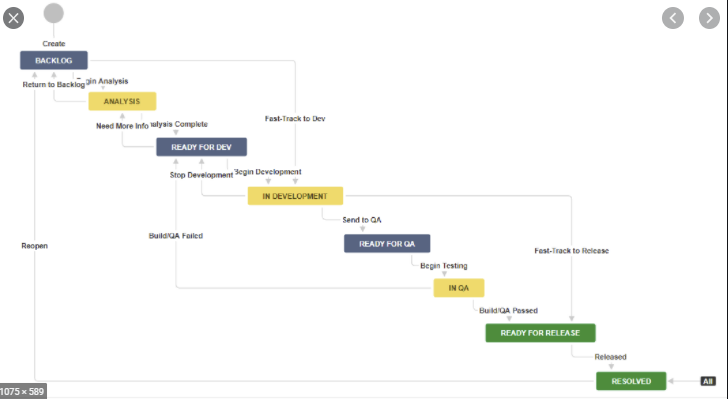 Create
BACKLOG
Return to Backlog
gin Analysis
ANALYSIS
Need More Info
alysis Complete
Fast-Track to Dev
READY FOR DEV
Stop Development
Begin Development
IN DEVELOPMENT
Send to QA
Build/QA Failed
READY FOR QA
Reopen
Fast-Track to Release
Begin Testing
IN QA
Build/QA Passed
READY FOR RELEASE
Released
RESOLVED
All
1075 × 589